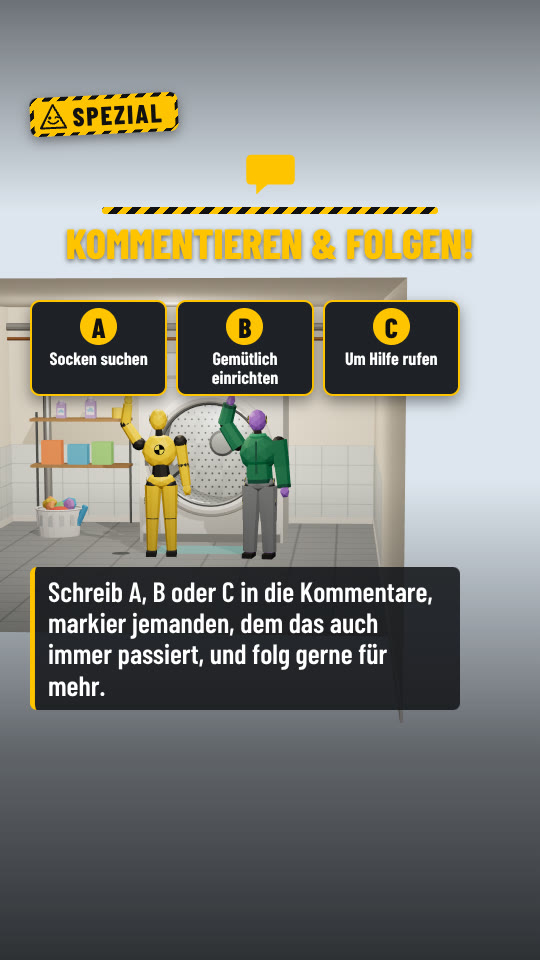 SPEZIAL
KOMMENTIEREN & FOLGEN!
A
Socken suchen
B
Gemütlich
einrichten
C
Um Hilfe rufen
Schreib A, B oder C in die Kommentare,
markier jemanden, dem das auch
immer passiert, und folg gerne für
mehr.